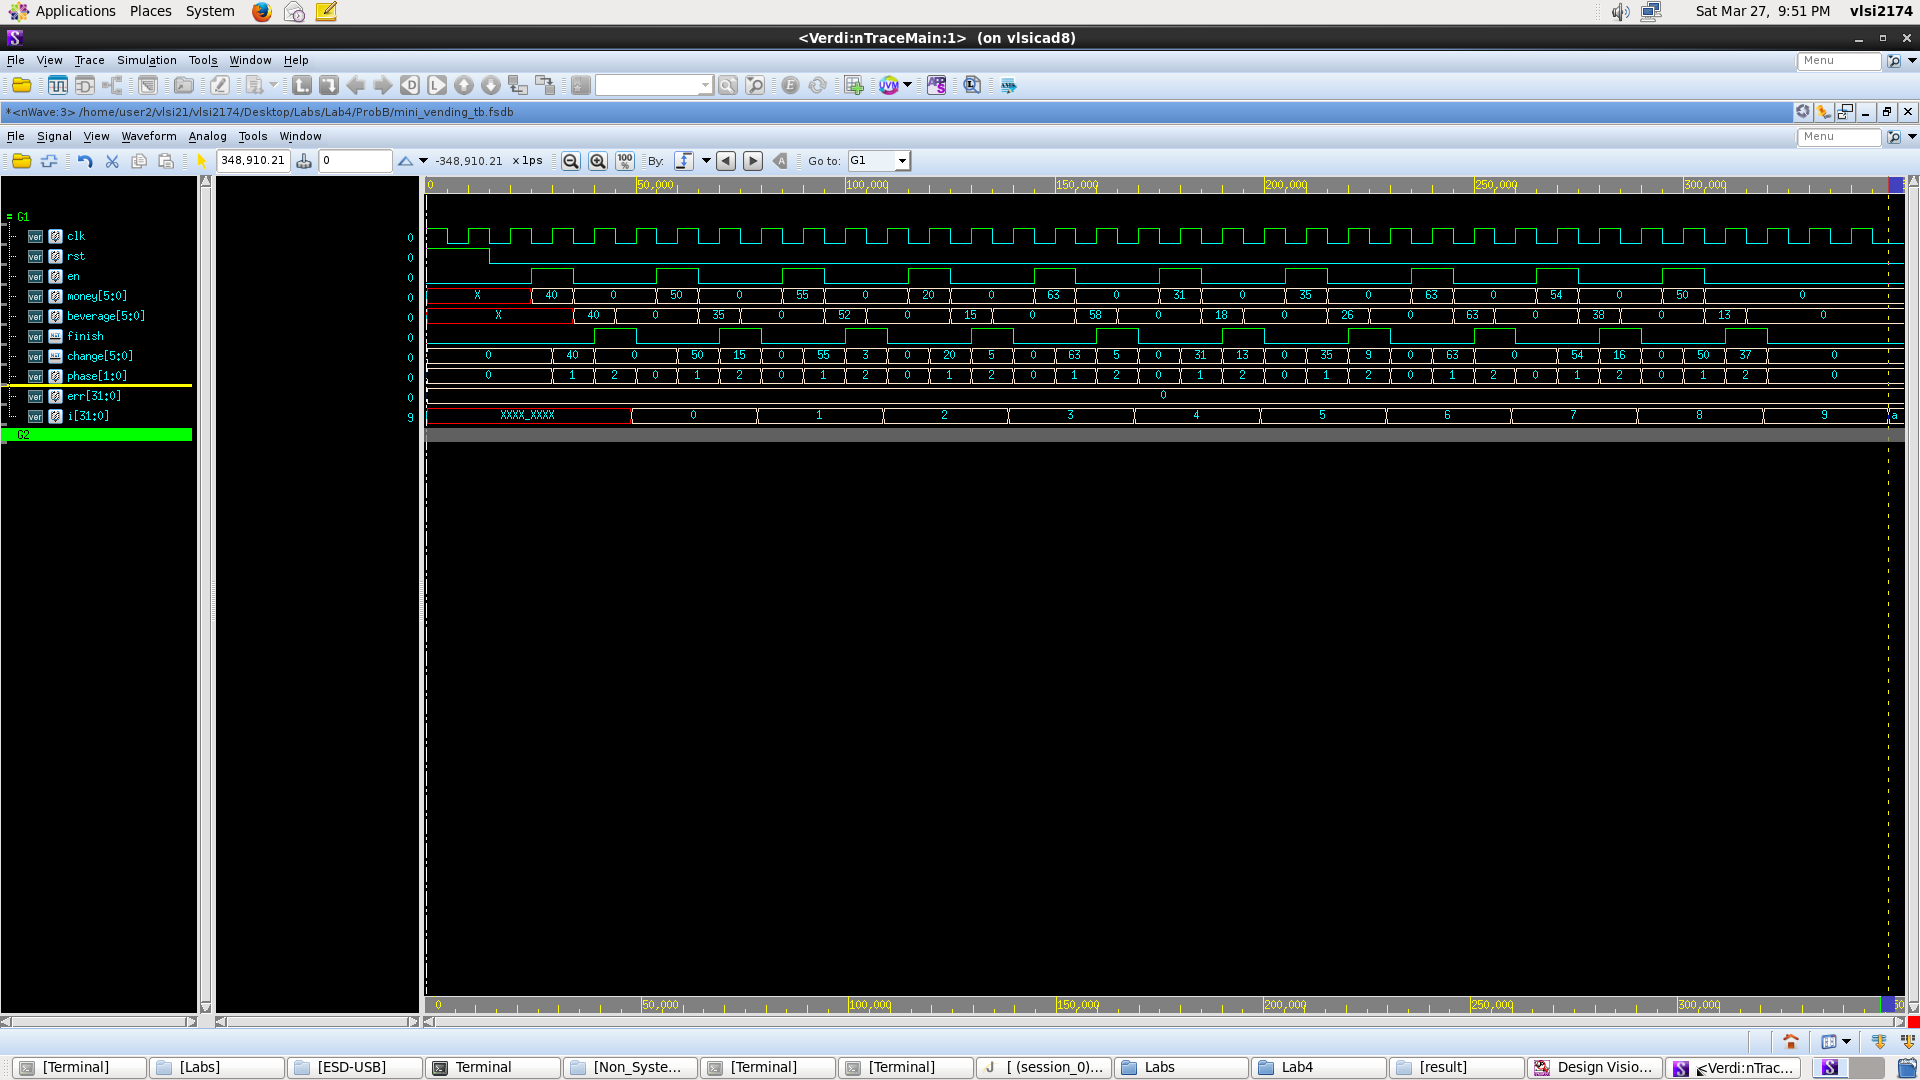 Applications Places System Sat Mar 27, 9:51 PM vlsi2174
<Verdi:nTraceMain:1> (on vlsicad8)
File View Trace Simulation Tools Window Help Menu
*<nWave:3> /home/user2/vlsi21/vlsi2174/Desktop/Labs/Lab4/ProbB/mini_vending_tb.fsdb
File Signal View Waveform Analog Tools Window Menu
348,910.21 0 -348,910.21 x 1ps 100% By: Go to: G1
0 50,000 100,000 150,000 200,000 250,000 300,000
G1
ver clk 0
ver rst 0
ver en 0
ver money[5:0] 0 X 40 0 50 0 55 0 20 0 63 0 31 0 35 0 63 0 54 0 50 0
ver beverage[5:0] 0 X 40 0 35 0 52 0 15 0 58 0 18 0 26 0 63 0 38 0 13 0
ver finish 0
ver change[5:0] 0 0 40 0 50 15 0 55 3 0 20 5 0 63 5 0 31 13 0 35 9 0 63 0 54 16 0 50 37 0
ver phase[1:0] 0 0 1 2 0 1 2 0 1 2 0 1 2 0 1 2 0 1 2 0 1 2 0 1 2 0 1 2 0 1 2 0
ver err[31:0] 0 0
ver i[31:0] 9 XXXX_XXXX 0 1 2 3 4 5 6 7 8 9 a
G2
0 50,000 100,000 150,000 200,000 250,000 300,000
[Terminal] [Labs] [ESD-USB] Terminal [Non_Syste... [Terminal] [Terminal] [ (session_0)... Labs Lab4 [result] Design Visio... <Verdi:nTrac...